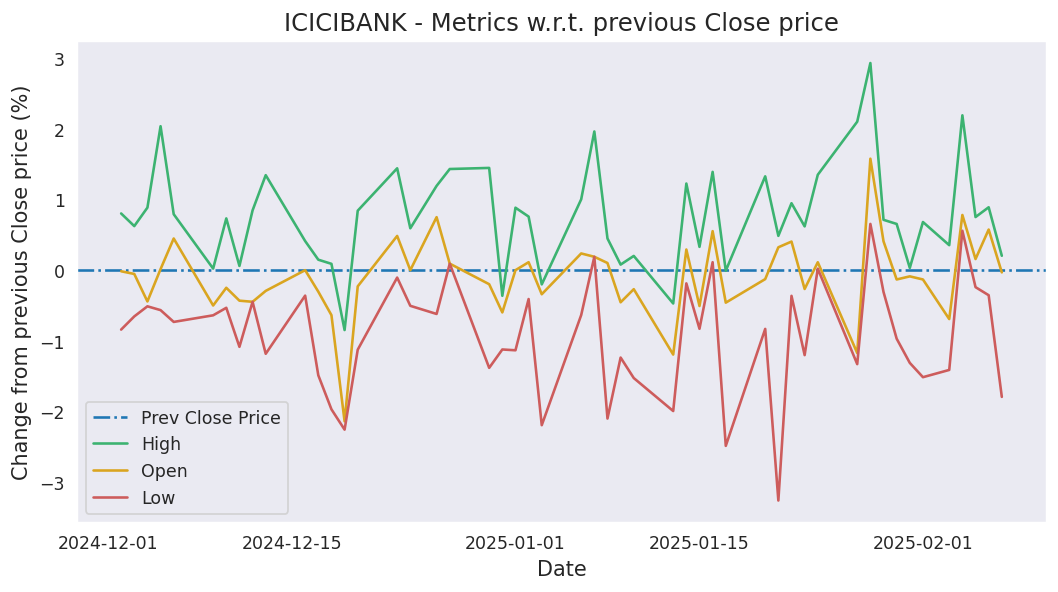 ICICIBANK - Metrics w.r.t. previous Close price
Change from previous Close price (%)
3
2
1
0
−1
−2
−3
Prev Close Price
High
Open
Low
2024-12-01
2024-12-15
2025-01-01
2025-01-15
2025-02-01
Date